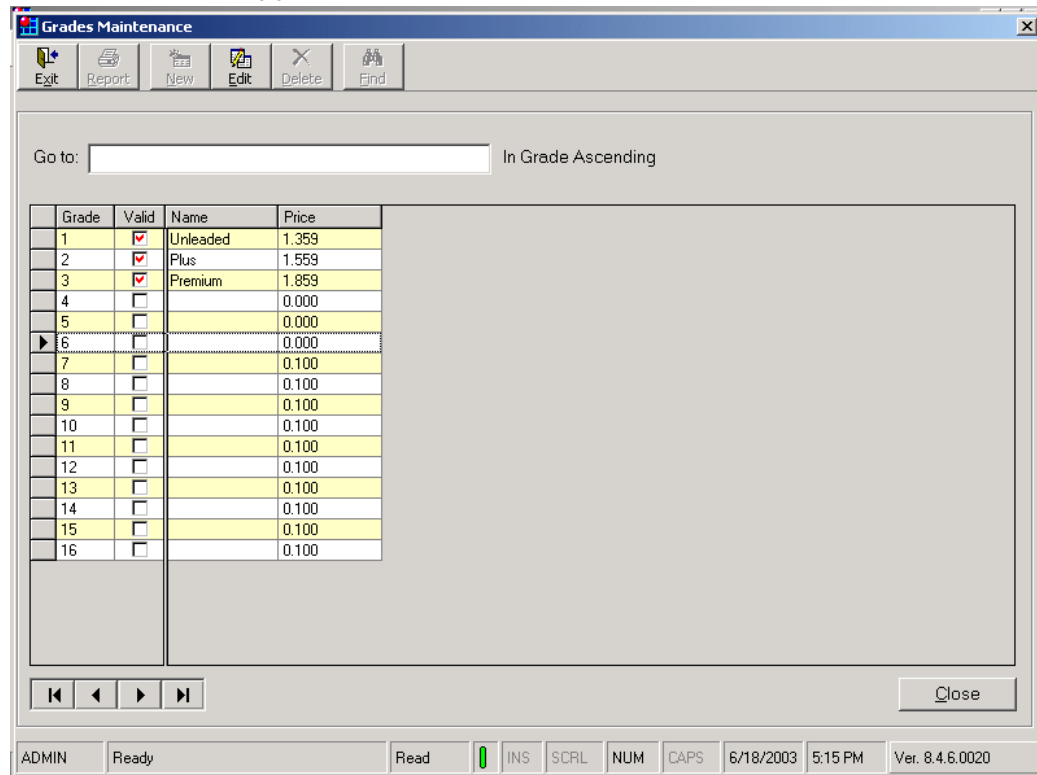 Grades Maintenance
Exit Report New Edit Delete Find
Go to: In Grade Ascending
Grade Valid Name Price
1 Unleaded 1.359
2 Plus 1.559
3 Premium 1.859
4 0.000
5 0.000
6 0.000
7 0.100
8 0.100
9 0.100
10 0.100
11 0.100
12 0.100
13 0.100
14 0.100
15 0.100
16 0.100
Close
ADMIN Ready Read INS SCRL NUM CAPS 6/18/2003 5:15 PM Ver. 8.4.6.0020